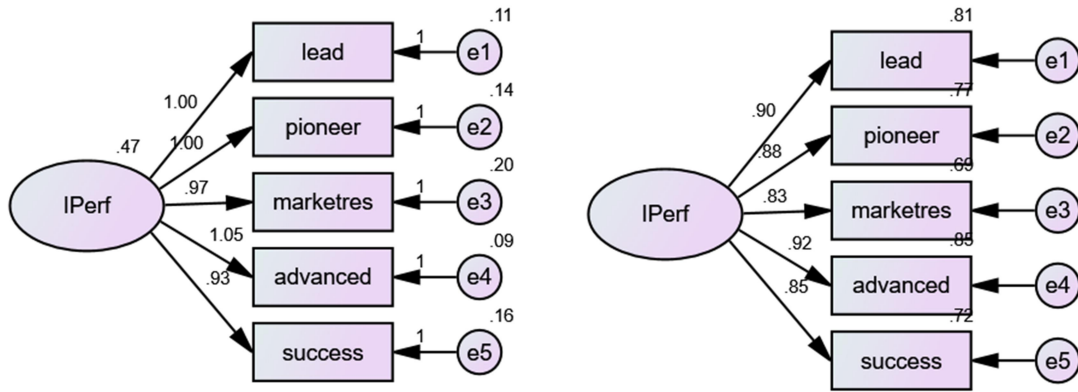 .11
lead
1
e1
1.00
.14
pioneer
1
e2
1.00
.47
.20
IPerf
.97
marketres
1
e3
.09
1.05
advanced
1
e4
.93
.16
success
1
e5
.81
lead
e1
.90
.77
pioneer
e2
.88
.69
IPerf
.83
marketres
e3
.85
.92
advanced
e4
.85
.72
success
e5